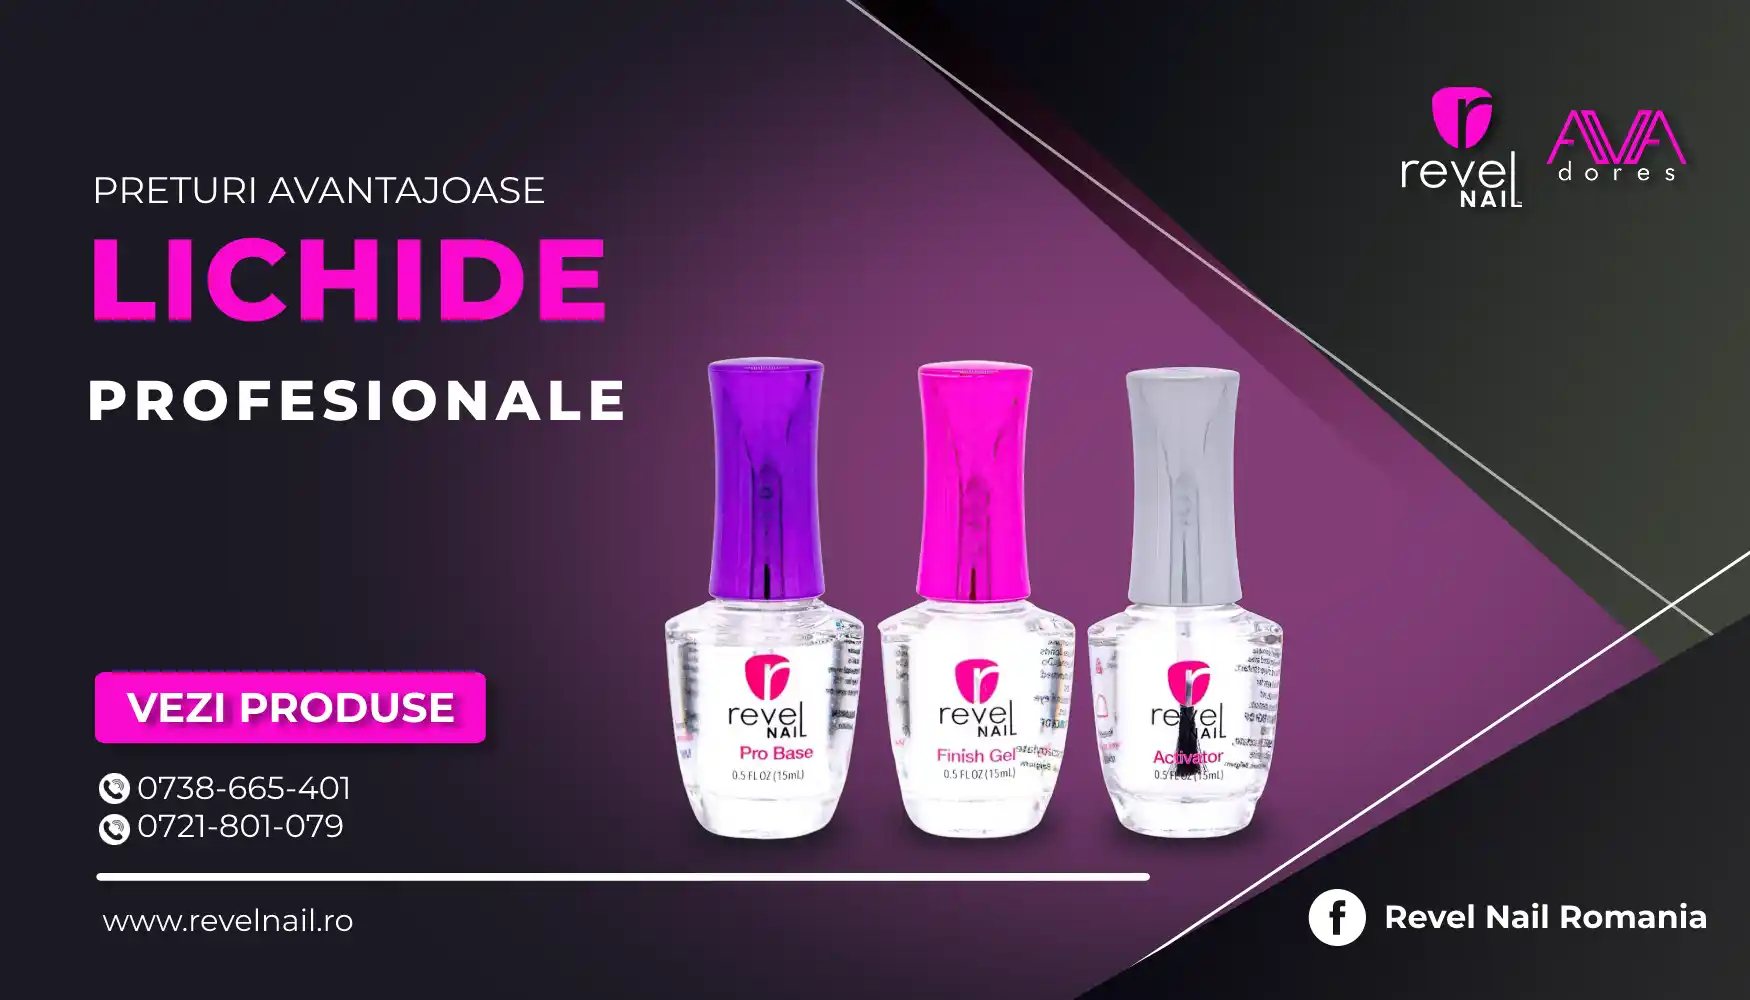 PRETURI AVANTAJOASE
LICHIDE
PROFESIONALE
revel
NAIL
AVA
dores
revel
NAIL
Pro Base
0.5 FL OZ (15mL)
revel
NAIL
Finish Gel
0.5 FL OZ (15mL)
revel
NAIL
Activator
0.5 FL OZ (15mL)
VEZI PRODUSE
0738-665-401
0721-801-079
www.revelnail.ro
Revel Nail Romania